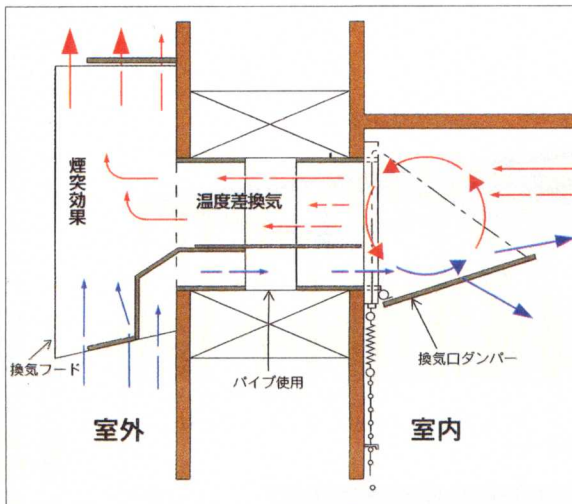 煙突効果
温度差換気
換気フード
パイプ使用
換気口ダンパー
室外
室内